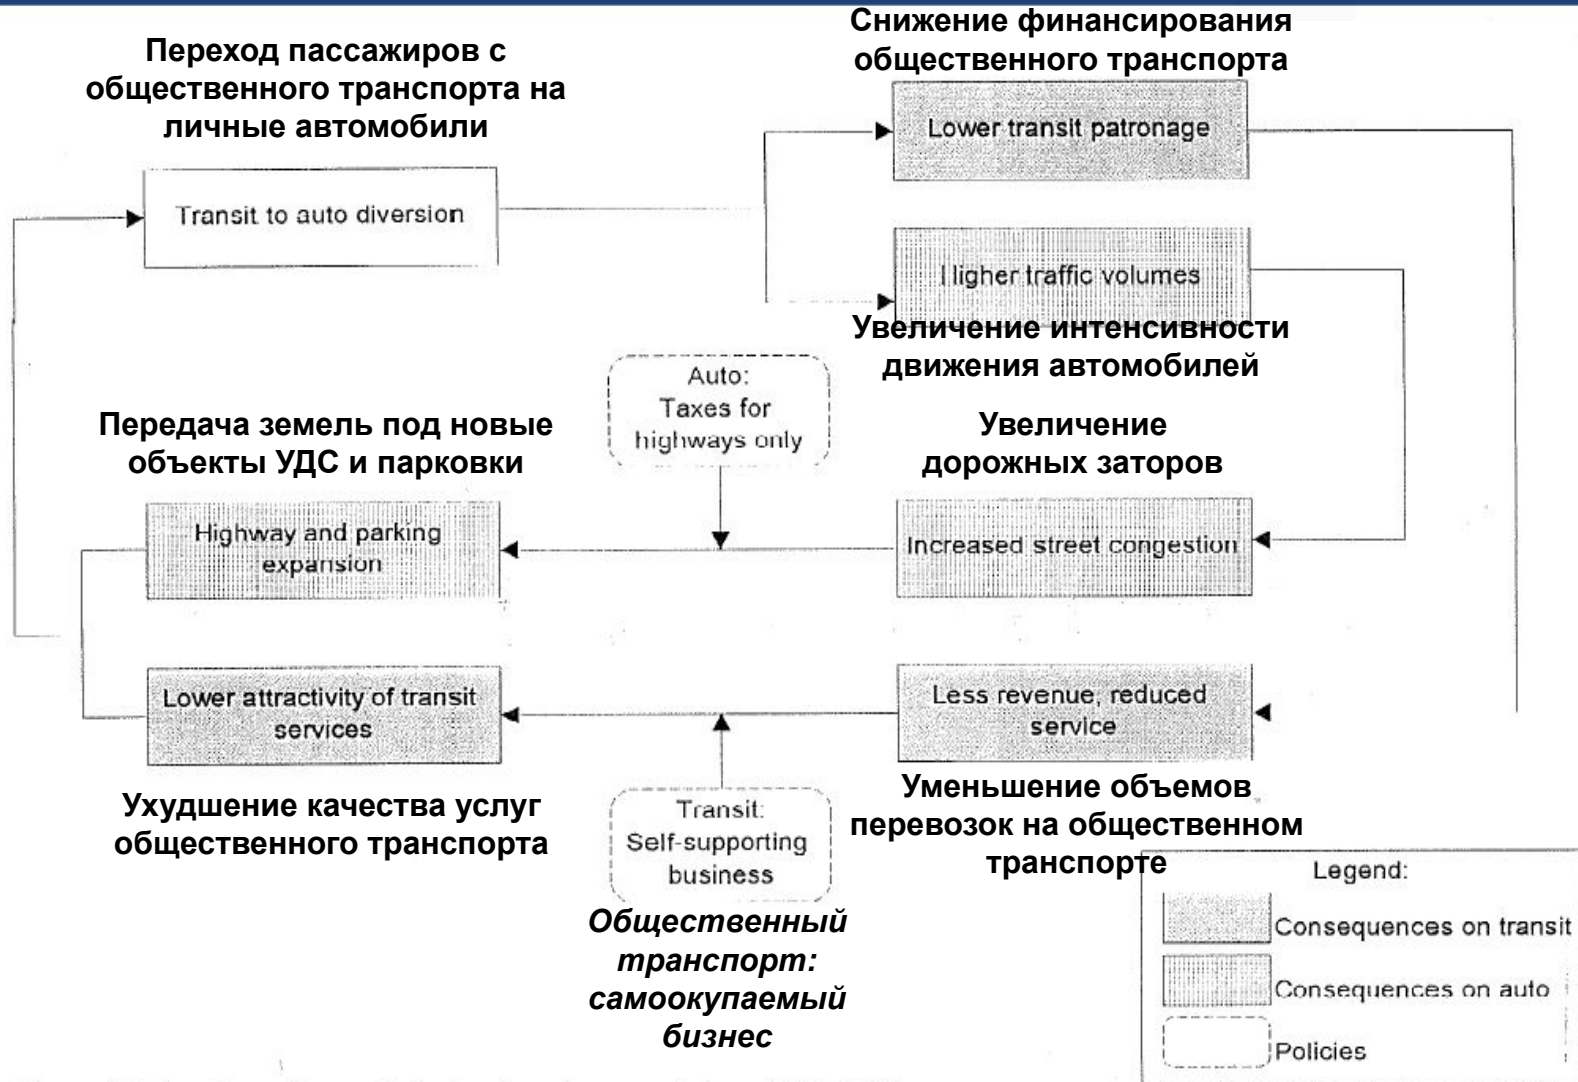 Снижение финансирования
общественного транспорта
Переход пассажиров с
общественного транспорта на
личные автомобили
Lower transit patronage
Transit to auto diversion
Higher traffic volumes
Увеличение интенсивности
движения автомобилей
Auto:
Taxes for
highways only
Передача земель под новые
объекты УДС и парковки
Увеличение
дорожных заторов
Highway and parking
expansion
Increased street congestion
Lower attractivity of transit
services
Less revenue, reduced
service
Ухудшение качества услуг
общественного транспорта
Transit:
Self-supporting
business
Уменьшение объемов
перевозок на общественном
транспорте
Общественный
транспорт:
самоокупаемый
бизнес
Legend:
Consequences on transit
Consequences on auto
Policies